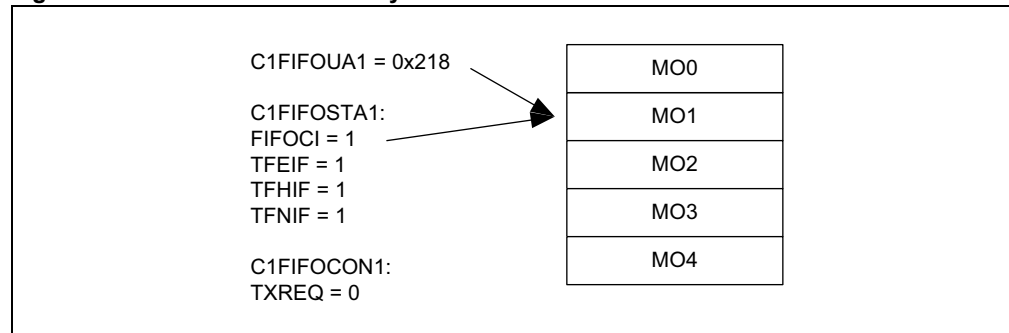 C1FIFOUA1 = 0x218
C1FIFOSTA1:
FIFOCI = 1
TFEIF = 1
TFHIF = 1
TFNIF = 1
C1FIFOCON1:
TXREQ = 0
MO0
MO1
MO2
MO3
MO4